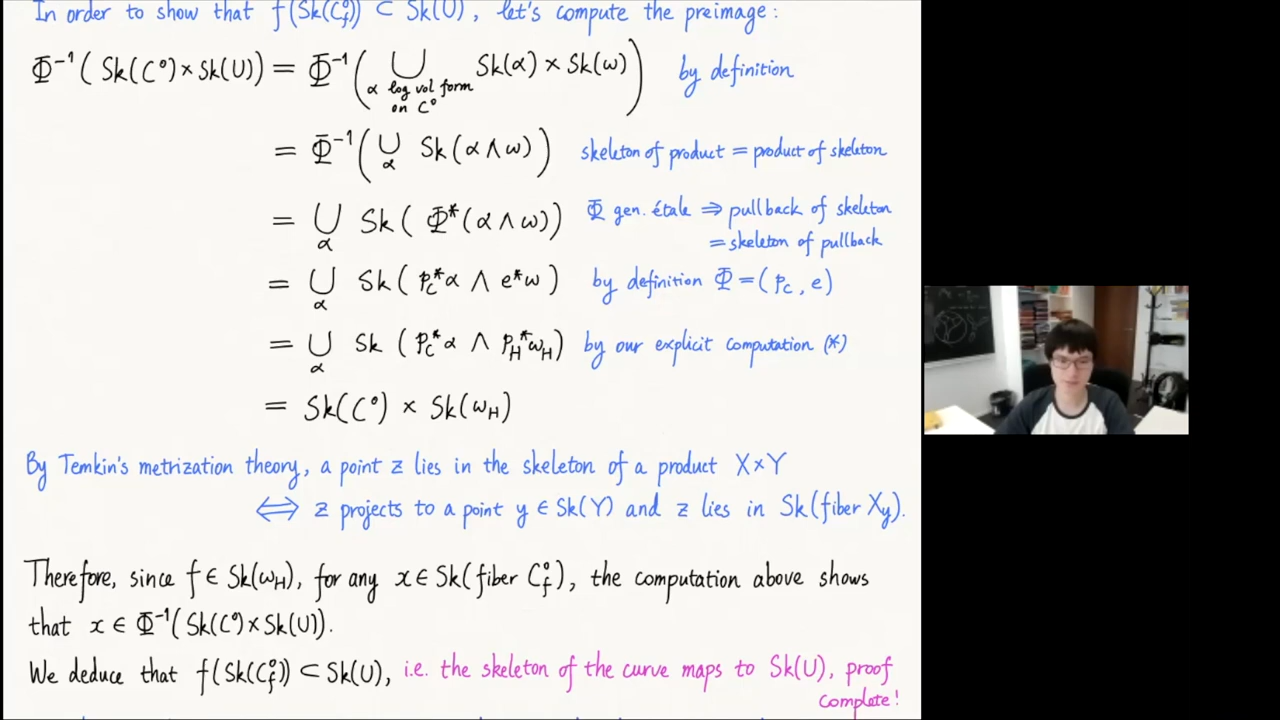 In order to show that f(Sk(C°_f)) ⊂ Sk(U), let's compute the preimage:
Φ⁻¹(Sk(C°)×Sk(U)) = Φ⁻¹(⋃ Sk(α)×Sk(ω)) by definition
α log vol form
on C°
= Φ⁻¹(⋃_α Sk(α∧ω)) skeleton of product = product of skeleton
= ⋃_α Sk(Φ*(α∧ω)) Φ gen. étale ⇒ pullback of skeleton
= skeleton of pullback
= ⋃_α Sk(p_C*α ∧ e*ω) by definition Φ=(p_C, e)
= ⋃_α Sk(p_C*α ∧ p_H*ω_H) by our explicit computation (*)
= Sk(C°) × Sk(ω_H)
By Temkin's metrization theory, a point z lies in the skeleton of a product X×Y
⟺ z projects to a point y ∈ Sk(Y) and z lies in Sk(fiber X_y).
Therefore, since f ∈ Sk(ω_H), for any x ∈ Sk(fiber C°_f), the computation above shows
that x ∈ Φ⁻¹(Sk(C°)×Sk(U)).
We deduce that f(Sk(C°_f)) ⊂ Sk(U), i.e. the skeleton of the curve maps to Sk(U), proof
complete!